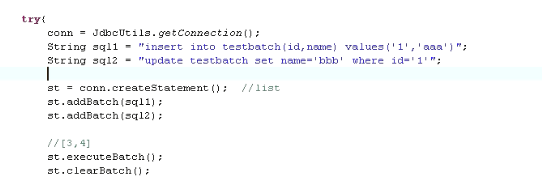 try{
conn = JdbcUtils.getConnection();
String sql1 = "insert into testbatch(id,name) values('1','aaa')";
String sql2 = "update testbatch set name='bbb' where id='1'";
st = conn.createStatement();  //list
st.addBatch(sql1);
st.addBatch(sql2);
//[3,4]
st.executeBatch();
st.clearBatch();